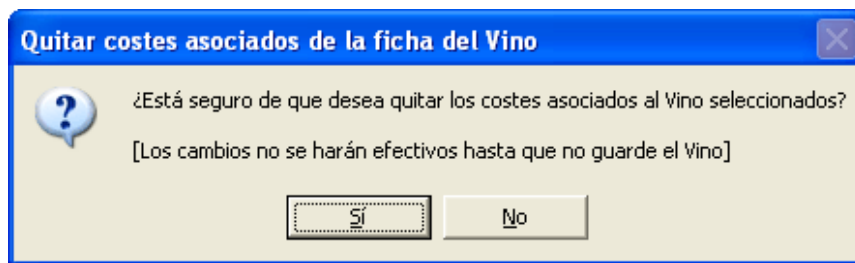 Quitar costes asociados de la ficha del Vino
¿Está seguro de que desea quitar los costes asociados al Vino seleccionados?
[Los cambios no se harán efectivos hasta que no guarde el Vino]
Sí No